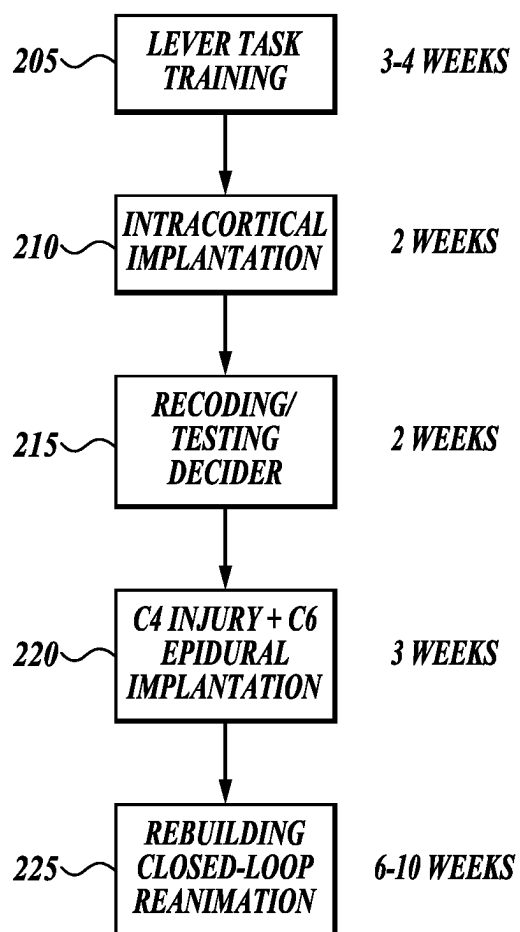 205
LEVER TASK
TRAINING
3-4 WEEKS
210
INTRACORTICAL
IMPLANTATION
2 WEEKS
215
RECODING/
TESTING
DECIDER
2 WEEKS
220
C4 INJURY + C6
EPIDURAL
IMPLANTATION
3 WEEKS
225
REBUILDING
CLOSED-LOOP
REANIMATION
6-10 WEEKS